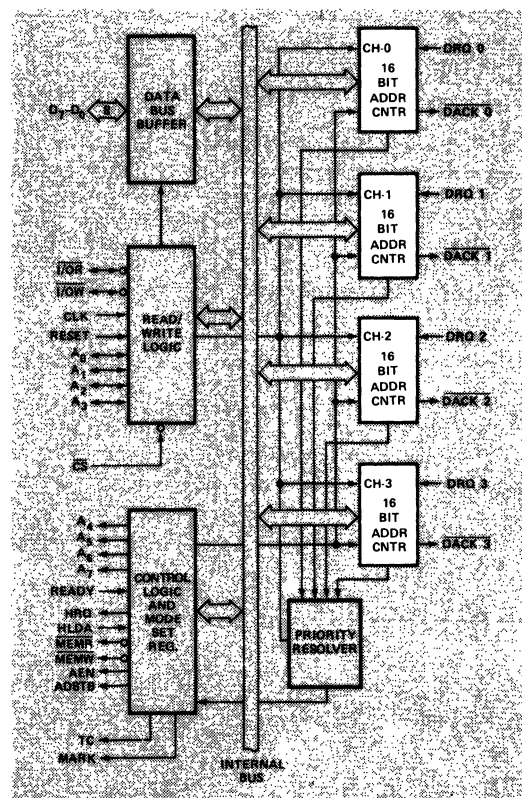 D7-D0
8
DATA
BUS
BUFFER
I/OR
I/OW
CLK
RESET
A0
A1
A2
A3
READ/
WRITE
LOGIC
CS
A4
A5
A6
A7
READY
HRQ
HLDA
MEMR
MEMW
AEN
ADSTB
CONTROL
LOGIC
AND
MODE
SET
REG.
TC
MARK
INTERNAL
BUS
CH-0
16
BIT
ADDR
CNTR
DRQ 0
DACK 0
CH-1
16
BIT
ADDR
CNTR
DRQ 1
DACK 1
CH-2
16
BIT
ADDR
CNTR
DRQ 2
DACK 2
CH-3
16
BIT
ADDR
CNTR
DRQ 3
DACK 3
PRIORITY
RESOLVER